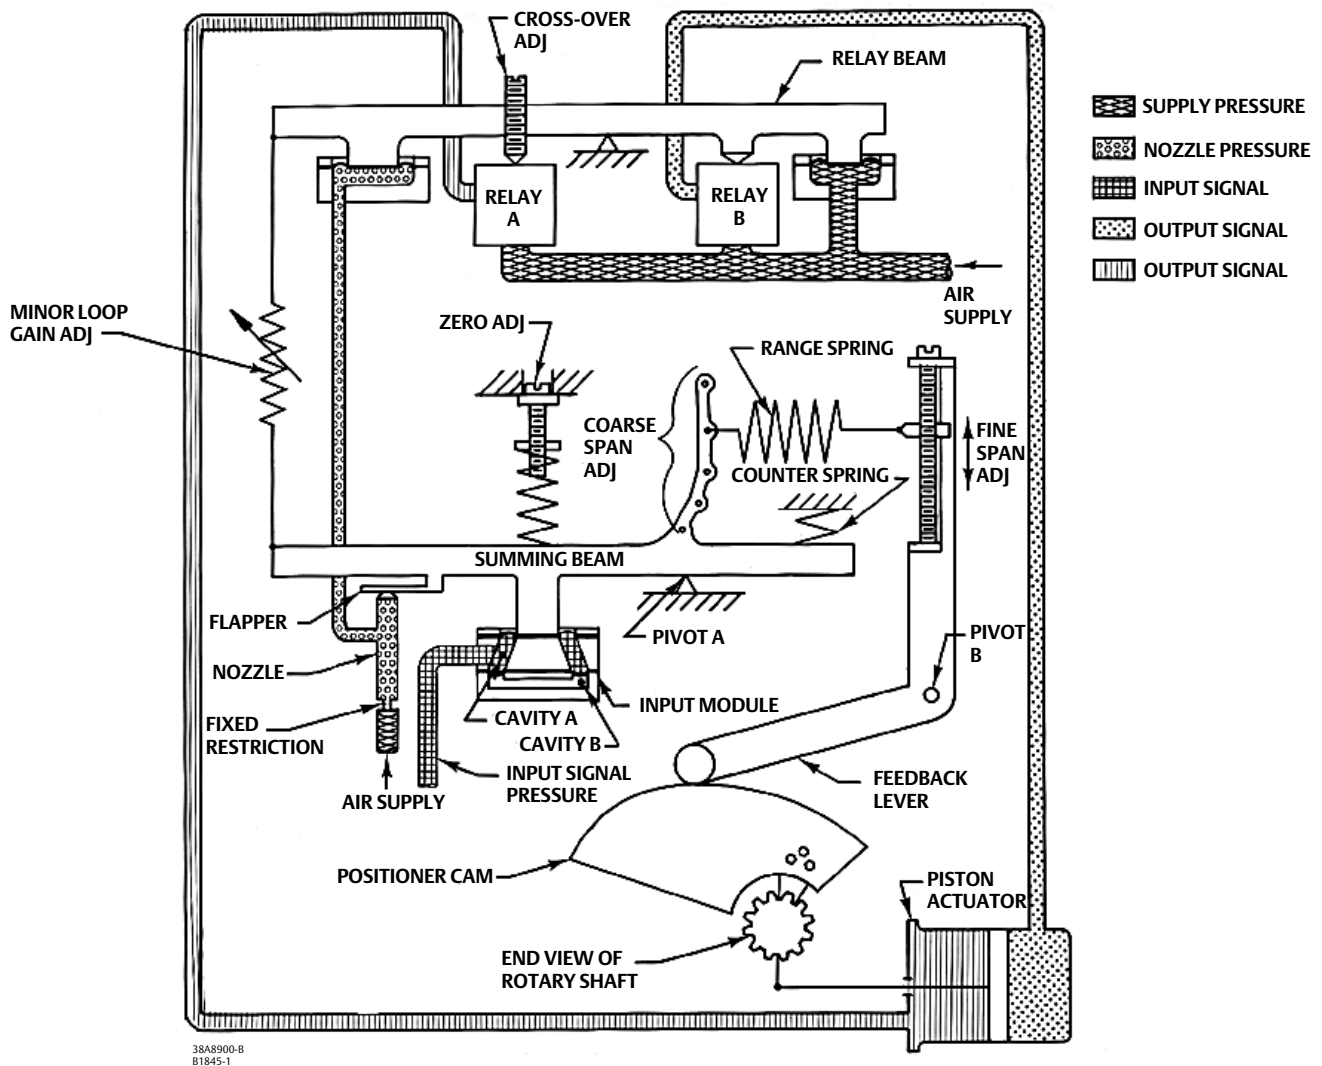 CROSS-OVER
ADJ
RELAY BEAM
SUPPLY PRESSURE
NOZZLE PRESSURE
INPUT SIGNAL
OUTPUT SIGNAL
OUTPUT SIGNAL
RELAY
A
RELAY
B
AIR
SUPPLY
MINOR LOOP
GAIN ADJ
ZERO ADJ
RANGE SPRING
COARSE
SPAN
ADJ
FINE
SPAN
ADJ
COUNTER SPRING
SUMMING BEAM
FLAPPER
PIVOT A
PIVOT
B
NOZZLE
INPUT MODULE
CAVITY A
CAVITY B
FIXED
RESTRICTION
INPUT SIGNAL
PRESSURE
AIR SUPPLY
FEEDBACK
LEVER
POSITIONER CAM
PISTON
ACTUATOR
END VIEW OF
ROTARY SHAFT
38A8900-B
B1845-1